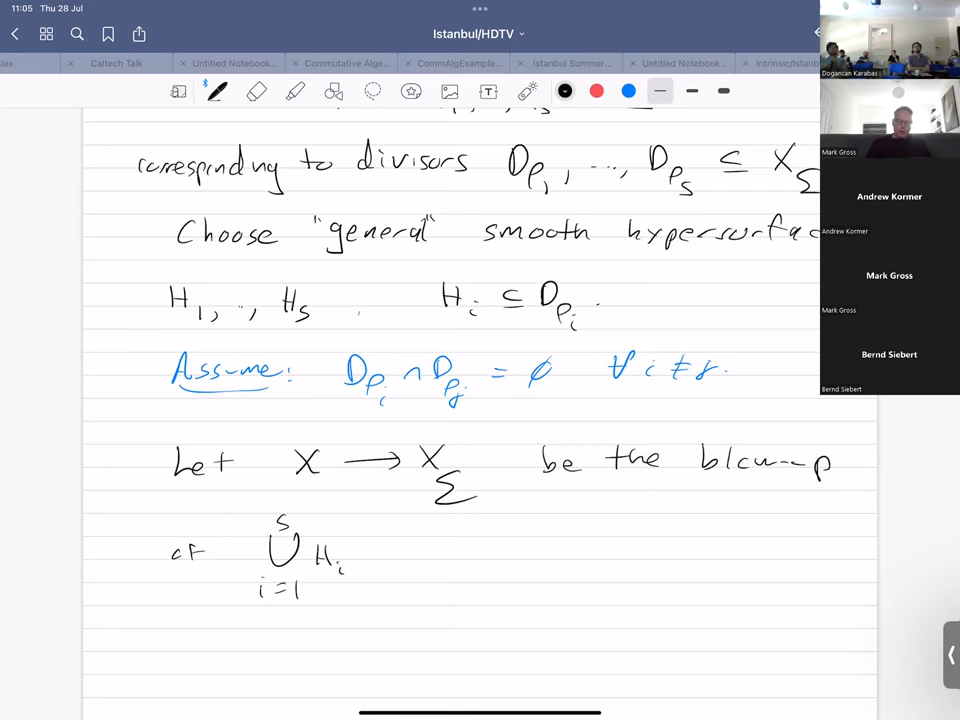 11:05 Thu 28 Jul
Istanbul/HDTV
lex
Caltech Talk
Untitled Notebook...
Commutative Alge...
CommAlgExample...
Istanbul Summer...
Untitled Notebook...
Intrinsic/Istanb
corresponding to divisors D_{ρ_1}, ..., D_{ρ_s} ⊆ X_Σ
Choose "general" smooth hypersurfac
H_1, .., H_s H_i ⊆ D_{ρ_i}.
Assume: D_{ρ_i} ∩ D_{ρ_j} = ∅ ∀ i ≠ j.
Let X → X_Σ be the blow-up
of ⋃_{i=1}^{s} H_i
Dogancan Karabas
Mark Gross
Andrew Kormer
Andrew Kormer
Mark Gross
Mark Gross
Bernd Siebert
Bernd Siebert